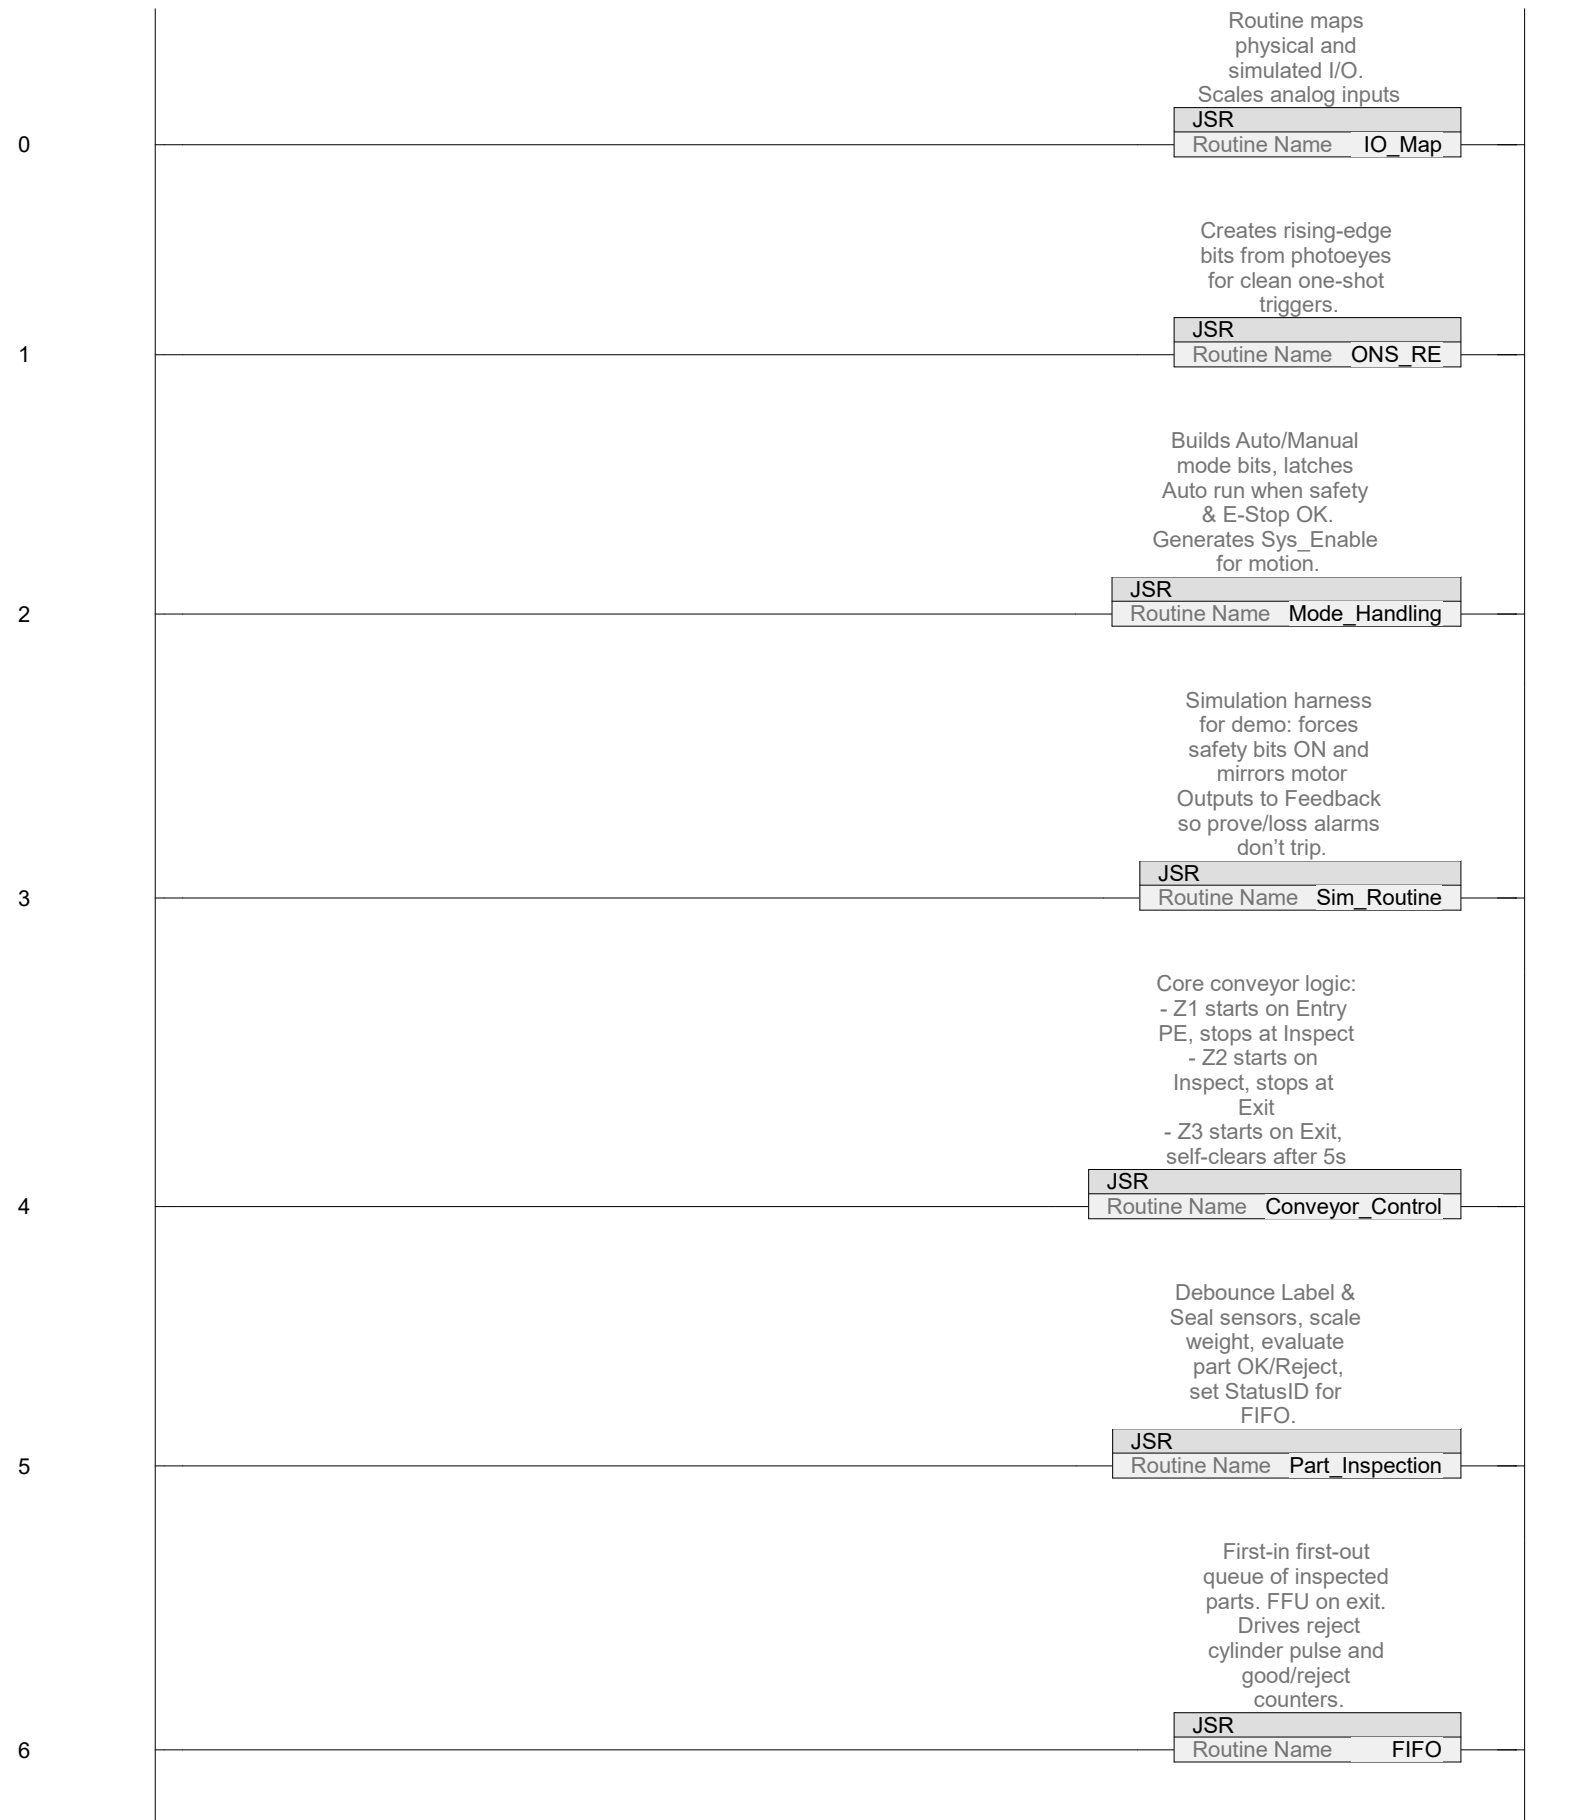 Routine maps
physical and
simulated I/O.
Scales analog inputs
JSR
0
Routine Name IO_Map
Creates rising-edge
bits from photoeyes
for clean one-shot
triggers.
JSR
1
Routine Name ONS_RE
Builds Auto/Manual
mode bits, latches
Auto run when safety
& E-Stop OK.
Generates Sys_Enable
for motion.
JSR
2
Routine Name Mode_Handling
Simulation harness
for demo: forces
safety bits ON and
mirrors motor
Outputs to Feedback
so prove/loss alarms
don’t trip.
JSR
3
Routine Name Sim_Routine
Core conveyor logic:
- Z1 starts on Entry
PE, stops at Inspect
- Z2 starts on
Inspect, stops at
Exit
- Z3 starts on Exit,
self-clears after 5s
JSR
4
Routine Name Conveyor_Control
Debounce Label &
Seal sensors, scale
weight, evaluate
part OK/Reject,
set StatusID for
FIFO.
JSR
5
Routine Name Part_Inspection
First-in first-out
queue of inspected
parts. FFU on exit.
Drives reject
cylinder pulse and
good/reject
counters.
JSR
6
Routine Name FIFO